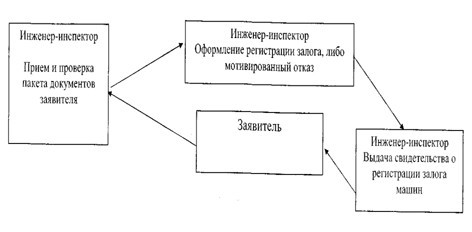 Инженер-инспектор
Прием и проверка
пакета документов
заявителя
Инженер-инспектор
Оформление регистрации залога, либо
мотивированный отказ
Заявитель
Инженер-инспектор
Выдача свидетельства о
регистрации залога
машин